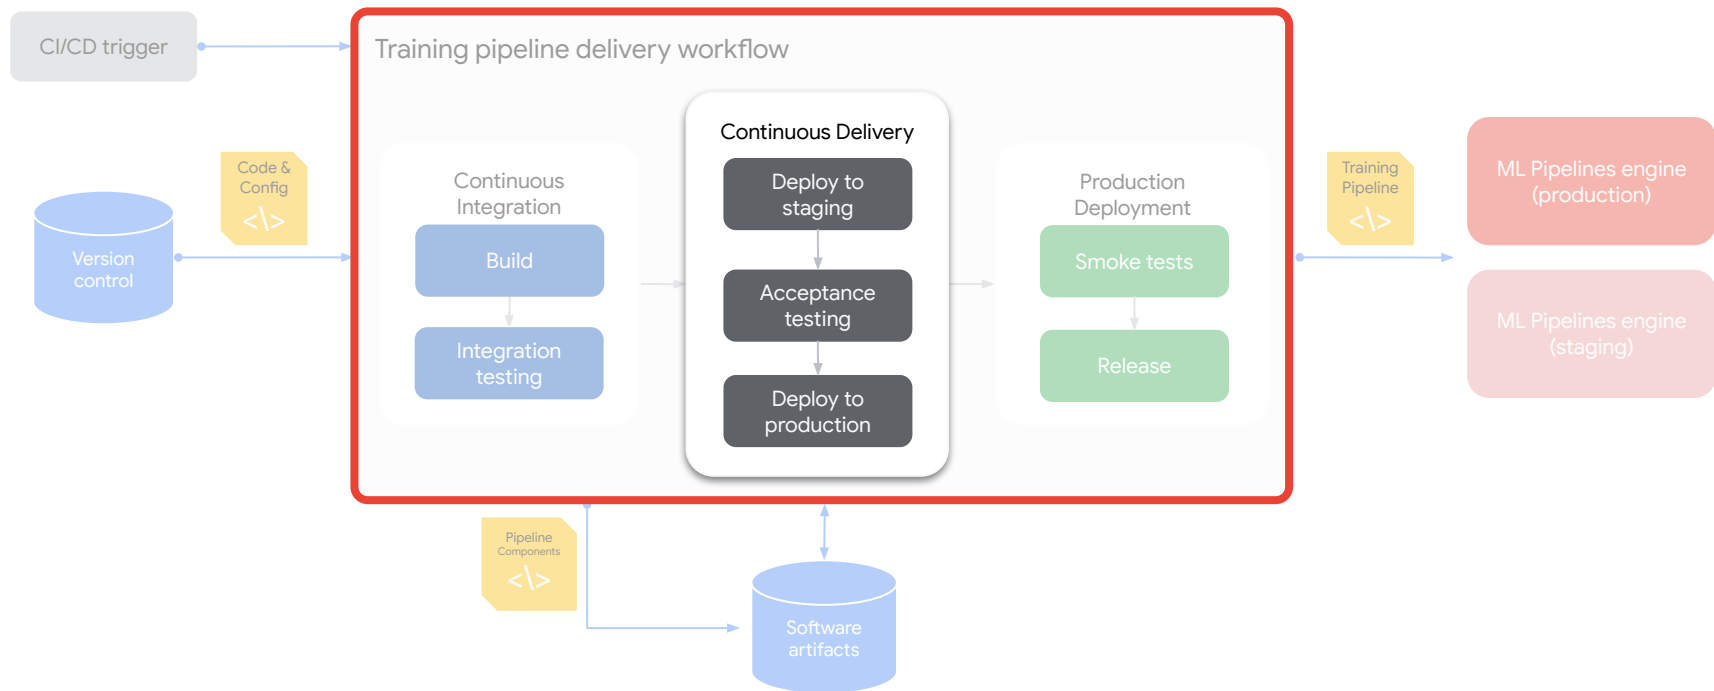 CI/CD trigger
Training pipeline delivery workflow
Code &
Config
</>
Version
control
Continuous
Integration
Build
Integration
testing
Continuous Delivery
Deploy to
staging
Acceptance
testing
Deploy to
production
Production
Deployment
Smoke tests
Release
Training
Pipeline
</>
ML Pipelines engine
(production)
ML Pipelines engine
(staging)
Pipeline
Components
</>
Software
artifacts